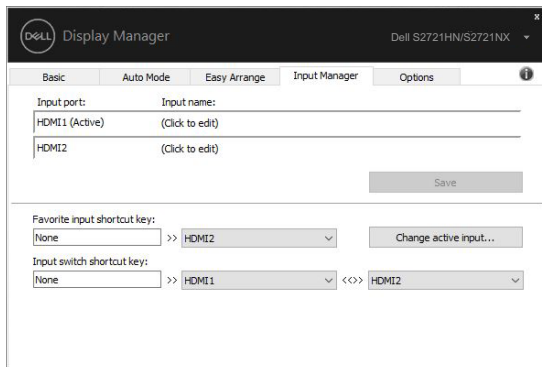 x
DELL Display Manager Dell S2721HN/S2721NX
Basic Auto Mode Easy Arrange Input Manager Options
Input port: Input name:
HDMI1 (Active) (Click to edit)
HDMI2 (Click to edit)
Save
Favorite input shortcut key:
None >> HDMI2 Change active input...
Input switch shortcut key:
None >> HDMI1 <<>> HDMI2